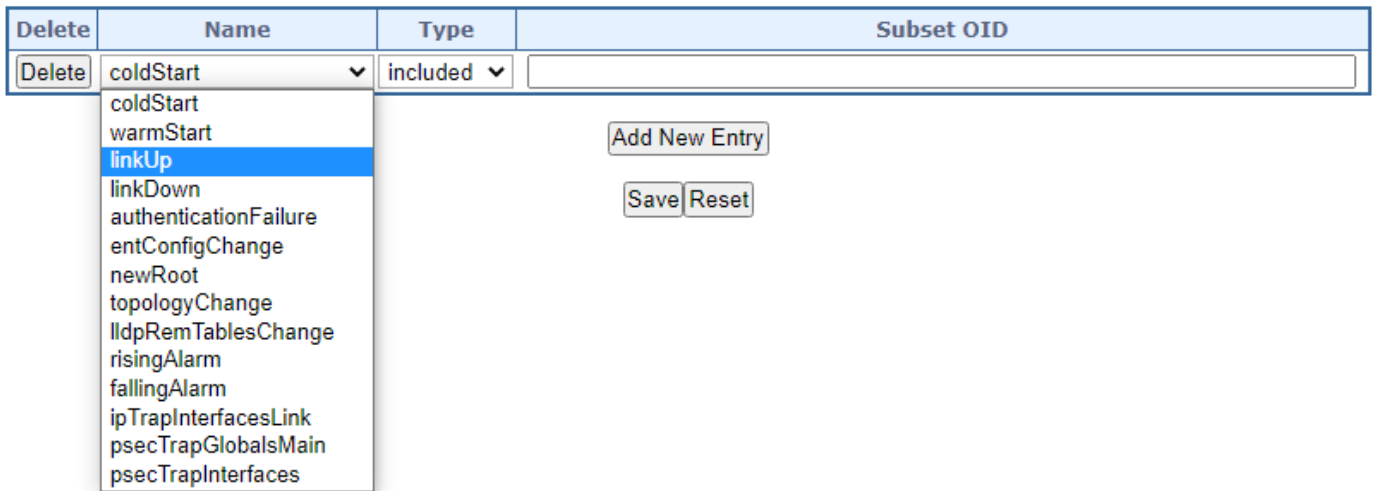 Delete Name Type Subset OID
Delete coldStart included
coldStart
warmStart
linkUp
linkDown
authenticationFailure
entConfigChange
newRoot
topologyChange
lldpRemTablesChange
risingAlarm
fallingAlarm
ipTrapInterfacesLink
psecTrapGlobalsMain
psecTrapInterfaces
Add New Entry
Save Reset